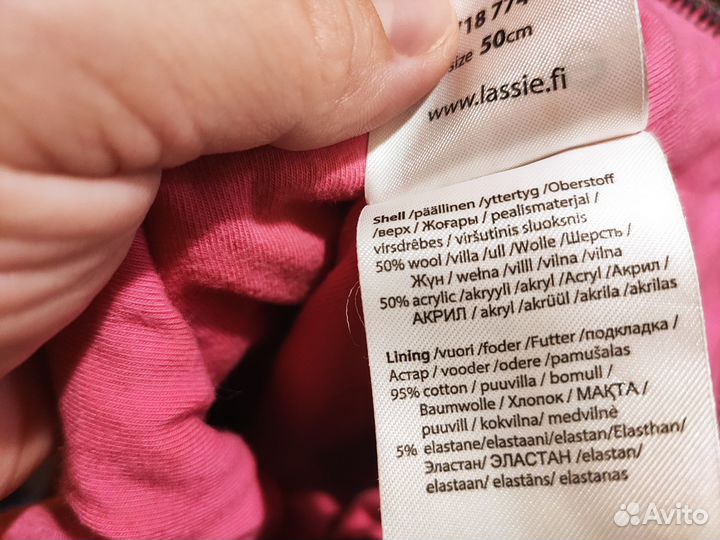 718 774
size 50cm
www.lassie.fi
Shell /päällinen /yttertyg /Oberstoff
/верх / Жоғары / pealismaterjal /
virsdrēbes / viršutinis sluoksnis
50% wool /villa / ull /Wolle /Шерсть /
Жүн / wełna / villl / vilna / vilna
50% acrylic /akryyli / akryl / Acryl / Акрил /
АКРИЛ / akryl / akrüül / akrila / akrilas
Lining /vuori /foder /Futter /подкладка /
Астар / vooder / odere / pamušalas
95% cotton / puuvilla / bomull /
Baumwolle / Хлопок / МАҚТА /
puuvill / kokvilna / medvilnė
5% elastane/elastaani/elastan/Elasthan/
Эластан/ ЭЛАСТАН /elastan/
elastaan/ elastāns/ elastanas
Avito